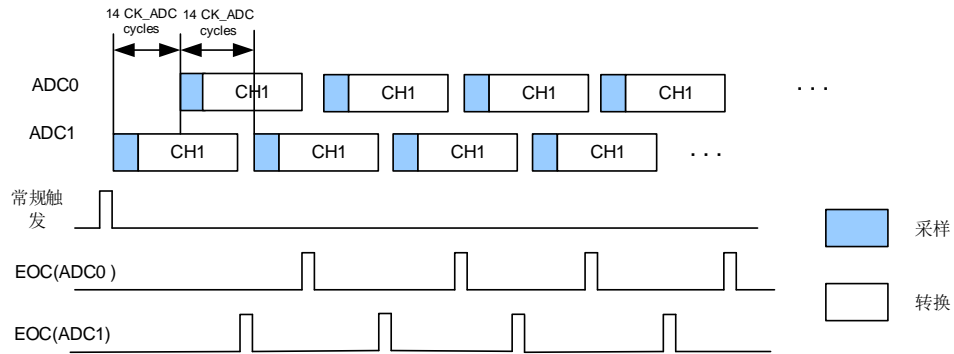 14 CK_ADC
cycles
14 CK_ADC
cycles
ADC0
CH1
CH1
CH1
CH1
. . .
ADC1
CH1
CH1
CH1
CH1
. . .
常规触
发
采样
EOC(ADC0 )
转换
EOC(ADC1)